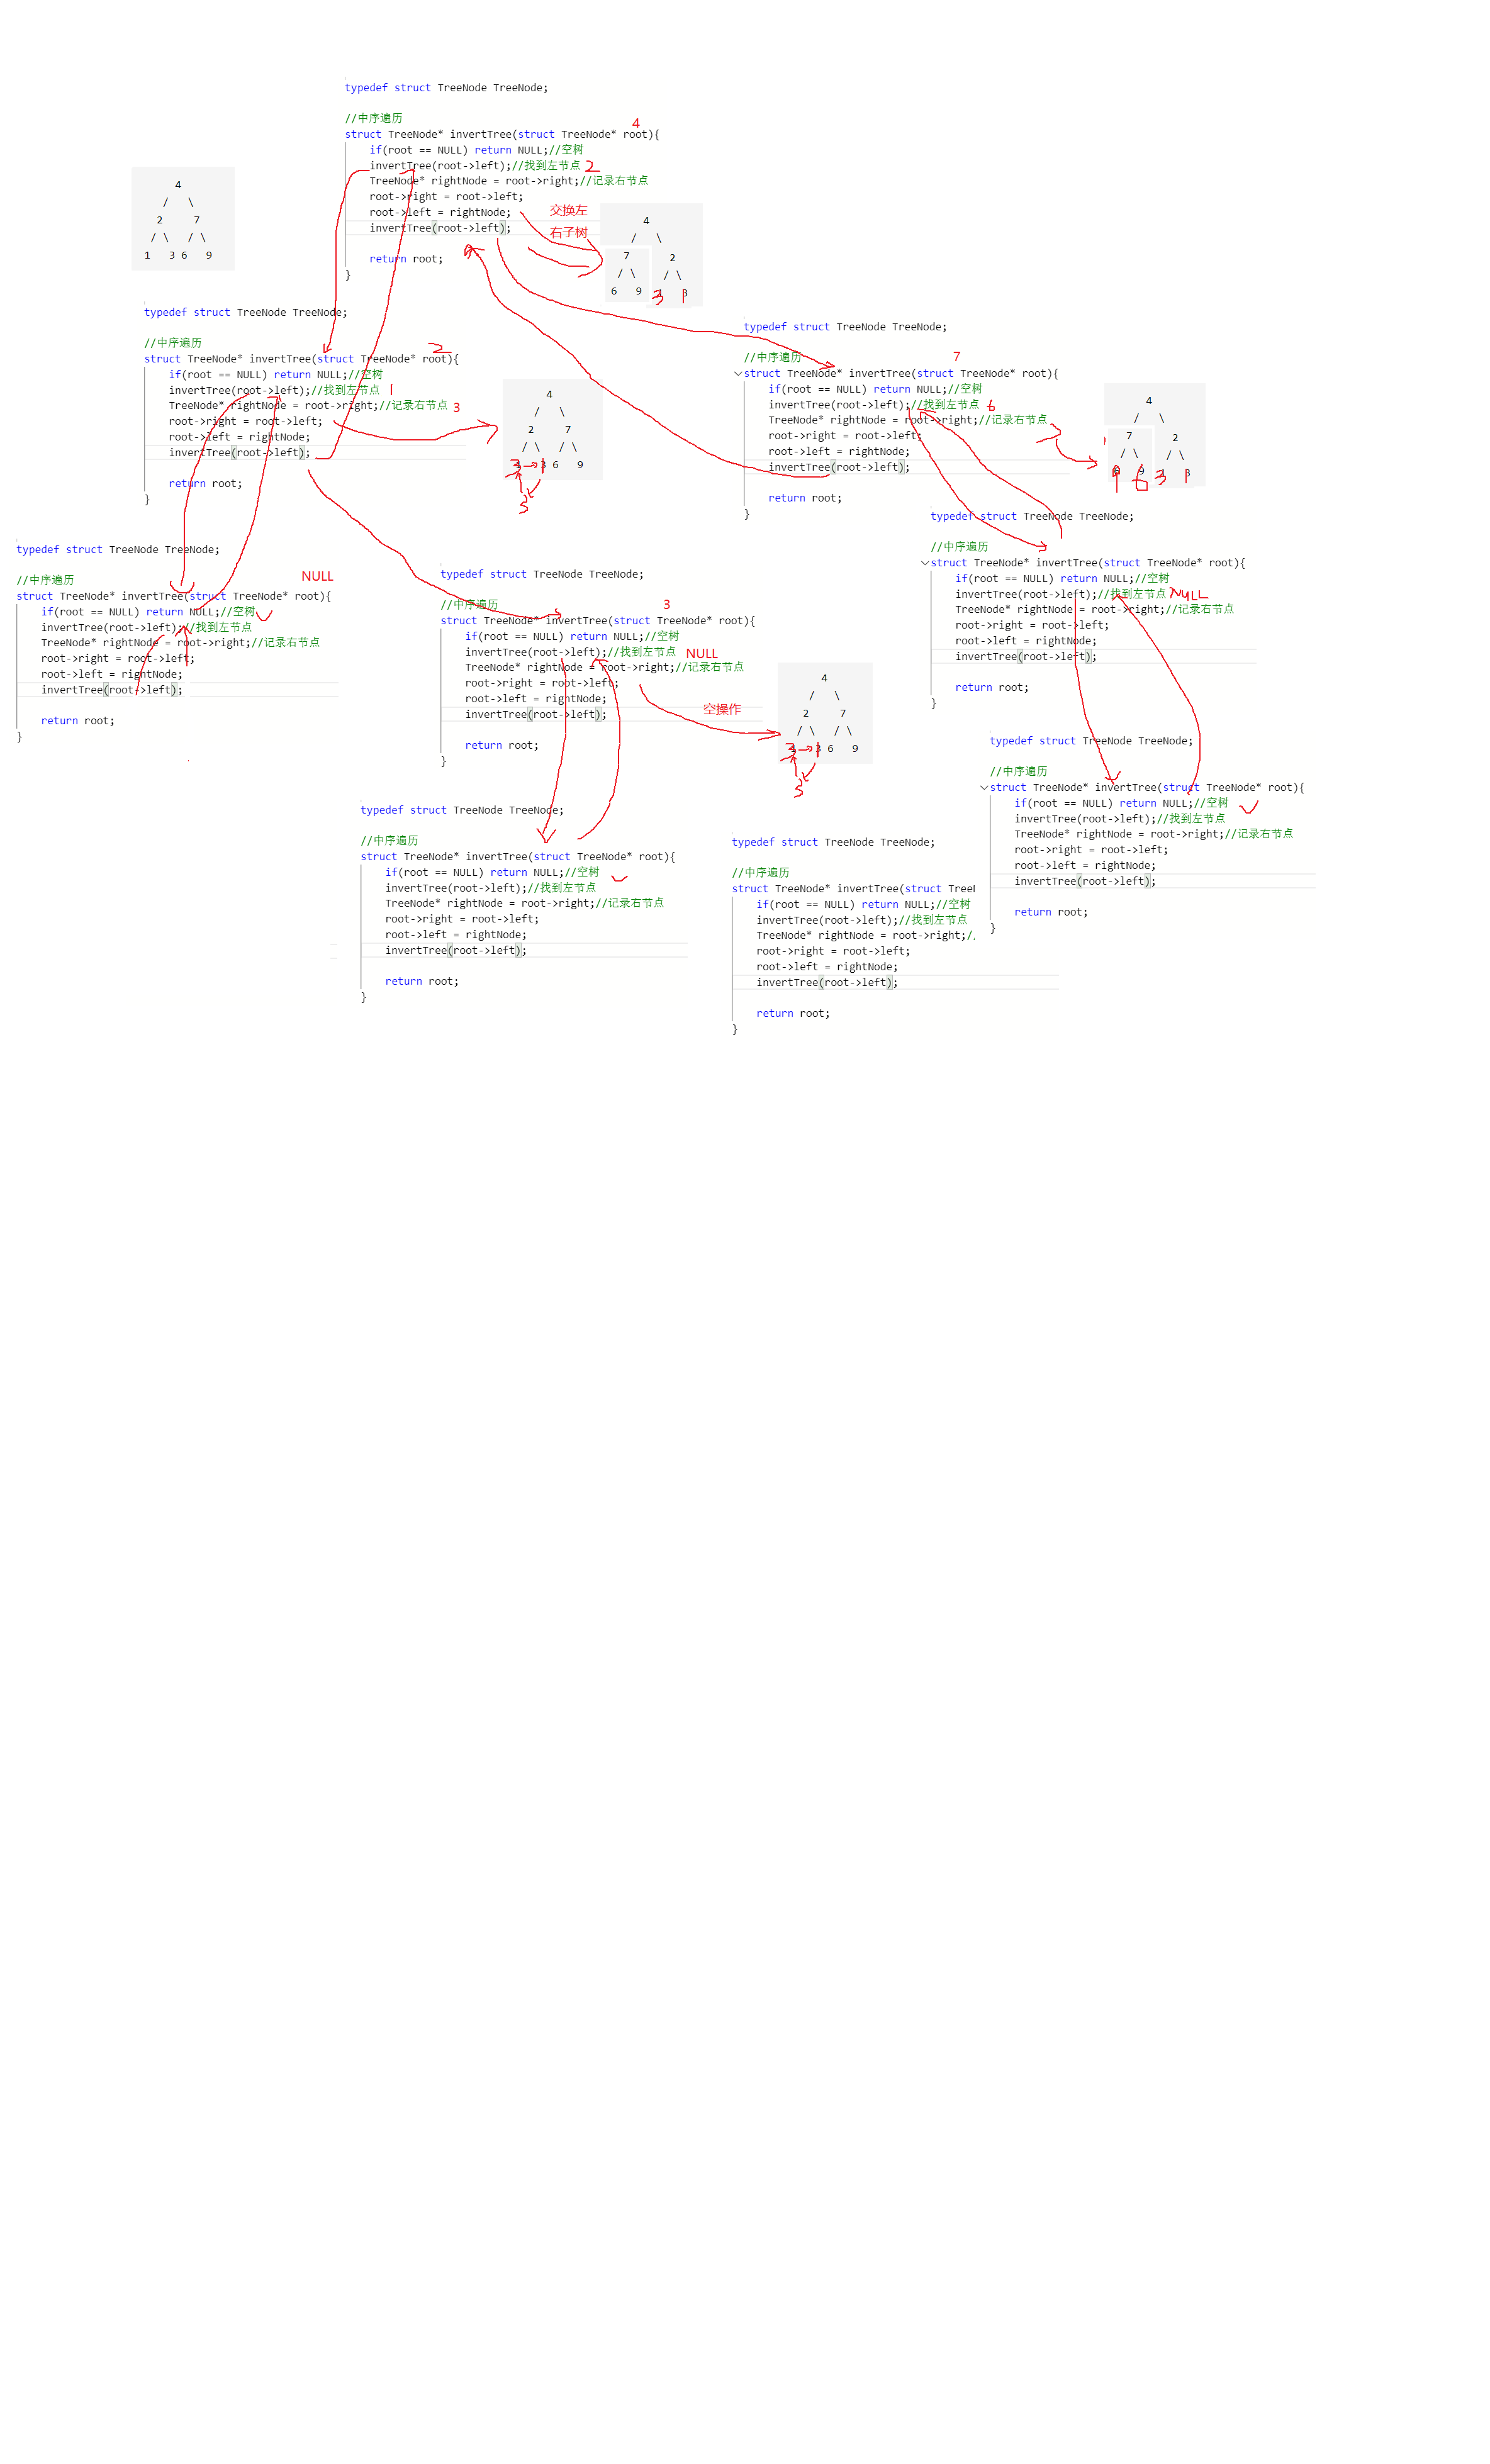 typedef struct TreeNode TreeNode;
//中序遍历
4
struct TreeNode* invertTree(struct TreeNode* root){
if(root == NULL) return NULL;//空树
invertTree(root->left);//找到左节点 2
TreeNode* rightNode = root->right;//记录右节点
root->right = root->left;
root->left = rightNode;
invertTree(root->left);
return root;
}
交换左
右子树
4
/ \
2 7
/ \ / \
1 3 6 9
4
/ \
7 2
/ \ / \
6 9 3 1
typedef struct TreeNode TreeNode;
//中序遍历
2
struct TreeNode* invertTree(struct TreeNode* root){
if(root == NULL) return NULL;//空树
invertTree(root->left);//找到左节点 1
TreeNode* rightNode = root->right;//记录右节点 3
root->right = root->left;
root->left = rightNode;
invertTree(root->left);
return root;
}
4
/ \
2 7
/ \ / \
3 1 6 9
typedef struct TreeNode TreeNode;
//中序遍历
7
struct TreeNode* invertTree(struct TreeNode* root){
if(root == NULL) return NULL;//空树
invertTree(root->left);//找到左节点 6
TreeNode* rightNode = root->right;//记录右节点
root->right = root->left;
root->left = rightNode;
invertTree(root->left);
return root;
}
4
/ \
7 2
/ \ / \
9 6 3 1
typedef struct TreeNode TreeNode;
//中序遍历
NULL
struct TreeNode* invertTree(struct TreeNode* root){
if(root == NULL) return NULL;//空树
invertTree(root->left);//找到左节点
TreeNode* rightNode = root->right;//记录右节点
root->right = root->left;
root->left = rightNode;
invertTree(root->left);
return root;
}
typedef struct TreeNode TreeNode;
//中序遍历
3
struct TreeNode* invertTree(struct TreeNode* root){
if(root == NULL) return NULL;//空树
invertTree(root->left);//找到左节点 NULL
TreeNode* rightNode = root->right;//记录右节点
root->right = root->left;
root->left = rightNode;
invertTree(root->left);
return root;
}
空操作
4
/ \
2 7
/ \ / \
3 1 6 9
typedef struct TreeNode TreeNode;
//中序遍历
struct TreeNode* invertTree(struct TreeNode* root){
if(root == NULL) return NULL;//空树
invertTree(root->left);//找到左节点 NULL
TreeNode* rightNode = root->right;//记录右节点
root->right = root->left;
root->left = rightNode;
invertTree(root->left);
return root;
}
typedef struct TreeNode TreeNode;
//中序遍历
struct TreeNode* invertTree(struct TreeNode* root){
if(root == NULL) return NULL;//空树
invertTree(root->left);//找到左节点
TreeNode* rightNode = root->right;//记录右节点
root->right = root->left;
root->left = rightNode;
invertTree(root->left);
return root;
}
typedef struct TreeNode TreeNode;
//中序遍历
struct TreeNode* invertTree(struct Tree
if(root == NULL) return NULL;//空树
invertTree(root->left);//找到左节点
TreeNode* rightNode = root->right;/
root->right = root->left;
root->left = rightNode;
invertTree(root->left);
return root;
}
typedef struct TreeNode TreeNode;
//中序遍历
struct TreeNode* invertTree(struct TreeNode* root){
if(root == NULL) return NULL;//空树
invertTree(root->left);//找到左节点
TreeNode* rightNode = root->right;//记录右节点
root->right = root->left;
root->left = rightNode;
invertTree(root->left);
return root;
}